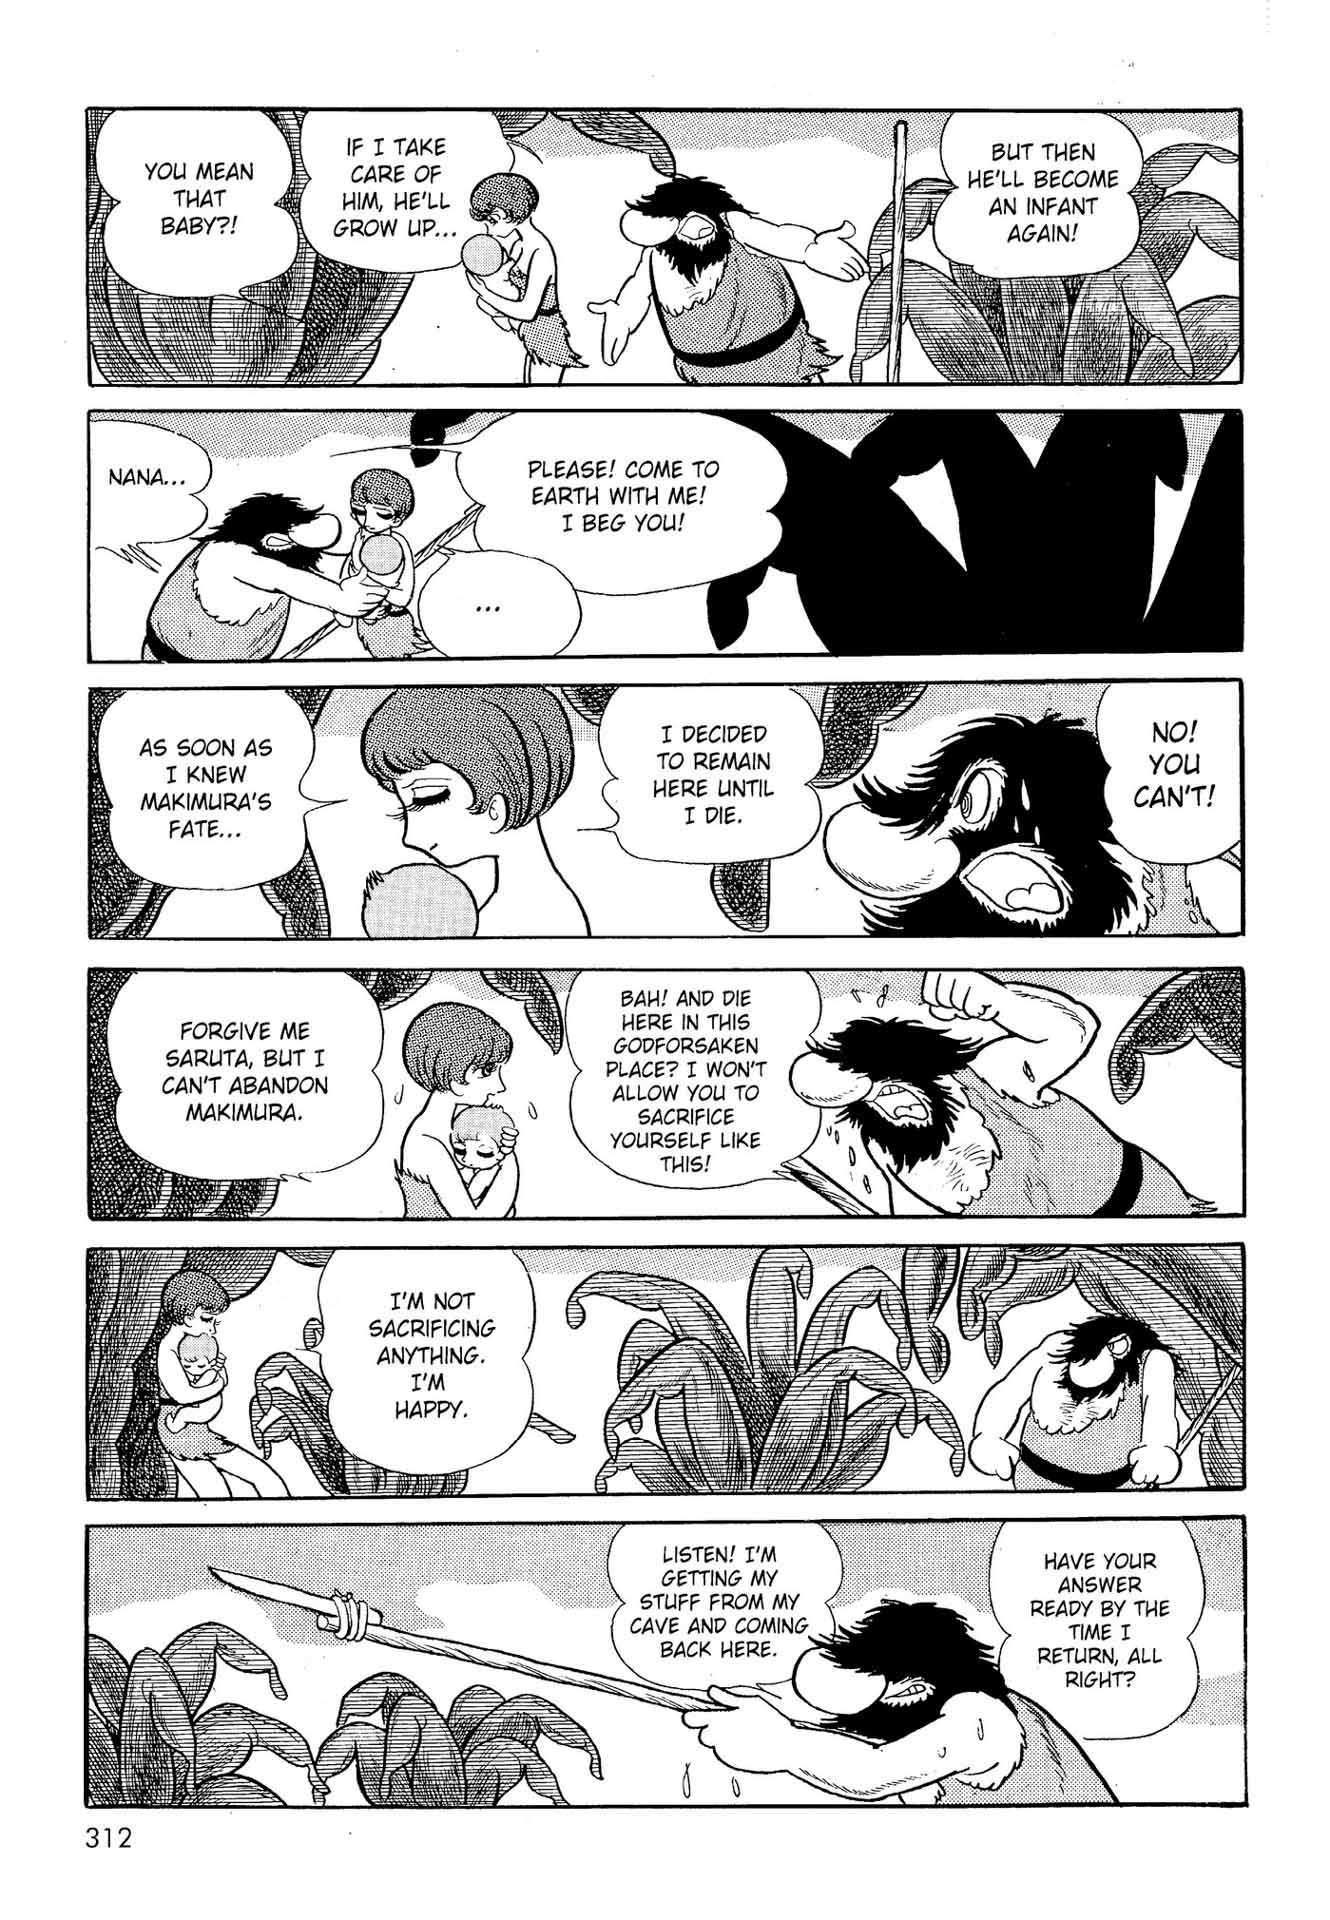 YOU MEAN
THAT
BABY?!
IF I TAKE
CARE OF
HIM, HE'LL
GROW UP...
BUT THEN
HE'LL BECOME
AN INFANT
AGAIN!
NANA...
PLEASE! COME TO
EARTH WITH ME!
I BEG YOU!
...
AS SOON AS
I KNEW
MAKIMURA'S
FATE...
I DECIDED
TO REMAIN
HERE UNTIL
I DIE.
NO!
YOU
CAN'T!
FORGIVE ME
SARUTA, BUT I
CAN'T ABANDON
MAKIMURA.
BAH! AND DIE
HERE IN THIS
GODFORSAKEN
PLACE? I WON'T
ALLOW YOU TO
SACRIFICE
YOURSELF LIKE
THIS!
I'M NOT
SACRIFICING
ANYTHING.
I'M
HAPPY.
LISTEN! I'M
GETTING MY
STUFF FROM MY
CAVE AND COMING
BACK HERE.
HAVE YOUR
ANSWER
READY BY THE
TIME I
RETURN, ALL
RIGHT?
312